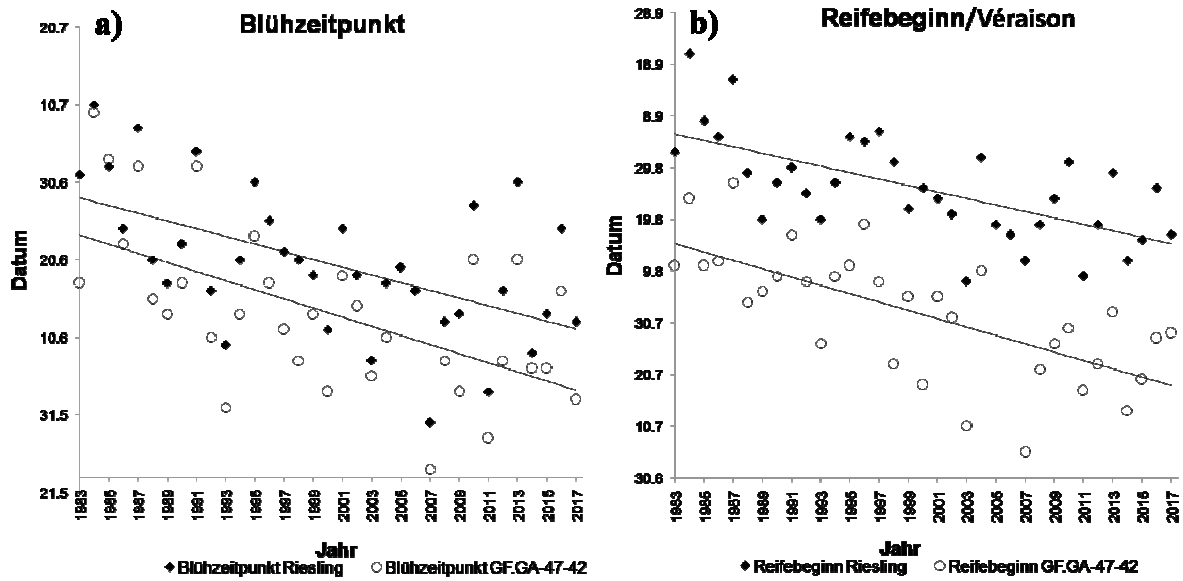 a) Blühzeitpunkt
20.7
10.7
30.6
20.6
10.6
31.5
21.5
Datum
1983 1985 1987 1989 1991 1993 1995 1997 1999 2001 2003 2005 2007 2009 2011 2013 2015 2017
Jahr
Blühzeitpunkt Riesling Blühzeitpunkt GF.GA-47-42
b) Reifebeginn/Véraison
28.9
18.9
8.9
29.8
19.8
9.8
30.7
20.7
10.7
30.6
Datum
1983 1985 1987 1989 1991 1993 1995 1997 1999 2001 2003 2005 2007 2009 2011 2013 2015 2017
Jahr
Reifebeginn Riesling Reifebeginn GF.GA-47-42